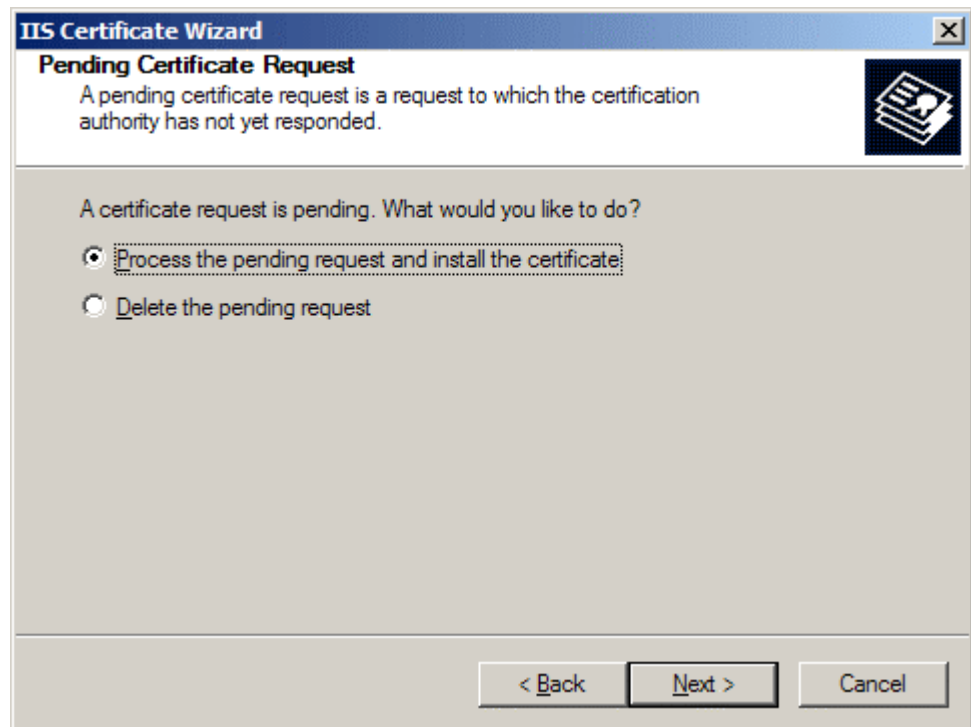 IIS Certificate Wizard
Pending Certificate Request
A pending certificate request is a request to which the certification
authority has not yet responded.
A certificate request is pending. What would you like to do?
Process the pending request and install the certificate
Delete the pending request
< Back
Next >
Cancel